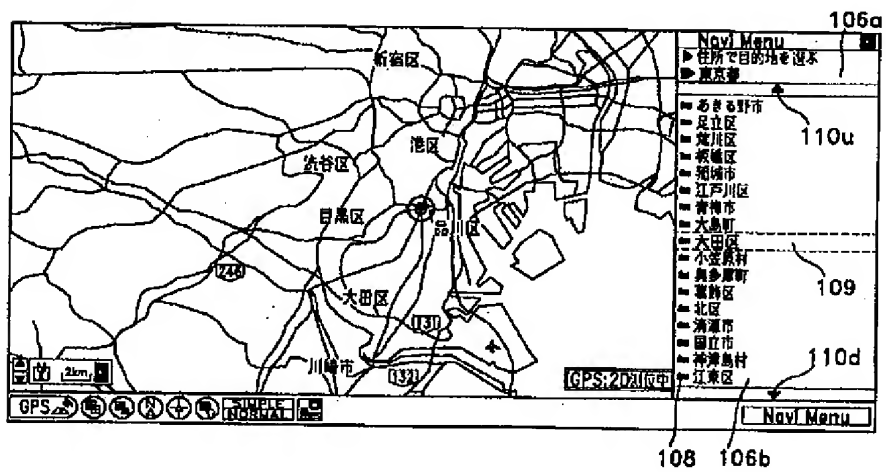 106a
Navi Menu
住所で目的地を選ぶ
東京都
110u
あきる野市
足立区
荒川区
板橋区
稲城市
江戸川区
青梅市
大島町
大田区
109
小笠原村
奥多摩町
葛飾区
北区
清瀬市
国立市
神津島村
江東区
110d
新宿区
港区
渋谷区
目黒区
品川区
246
大田区
131
川崎市
132
2km
GPS:2D測位中
GPS
N
SIMPLE
NORMAL
Navi Menu
108
106b